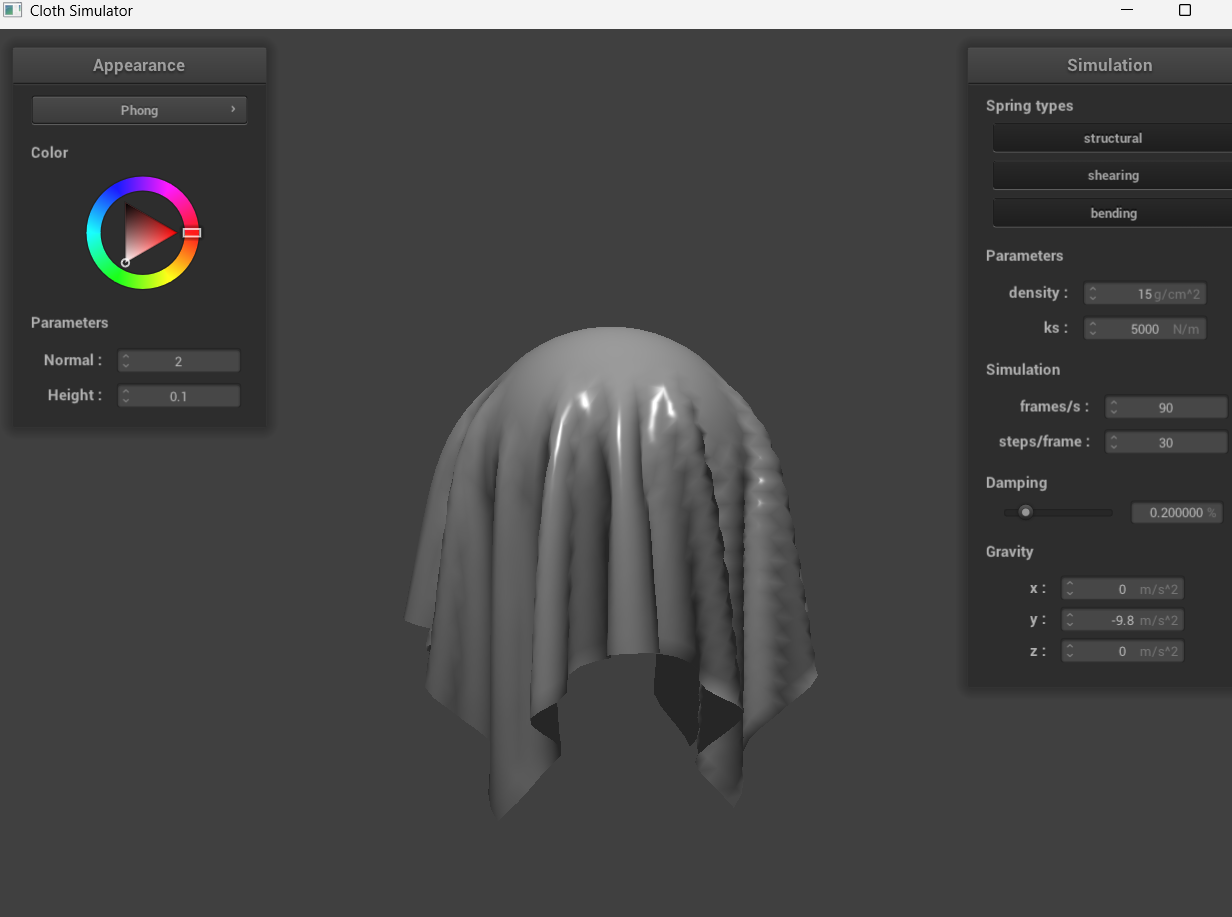 Cloth Simulator
Appearance
Phong
Color
Parameters
Normal : 2
Height : 0.1
Simulation
Spring types
structural
shearing
bending
Parameters
density : 15 g/cm^2
ks : 5000 N/m
Simulation
frames/s : 90
steps/frame : 30
Damping
0.200000 %
Gravity
x : 0 m/s^2
y : -9.8 m/s^2
z : 0 m/s^2